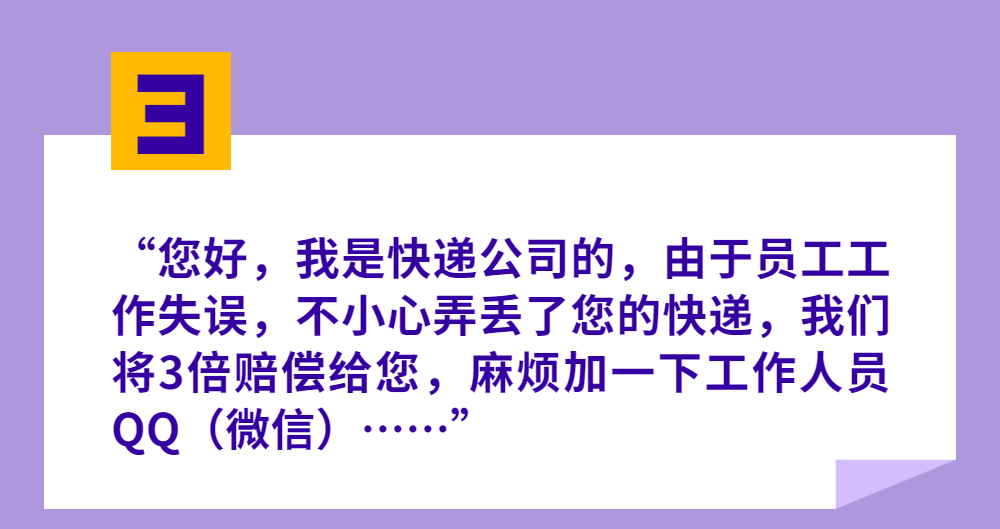 3
“您好，我是快递公司的，由于员工工
作失误，不小心弄丢了您的快递，我们
将3倍赔偿给您，麻烦加一下工作人员
QQ（微信）……”